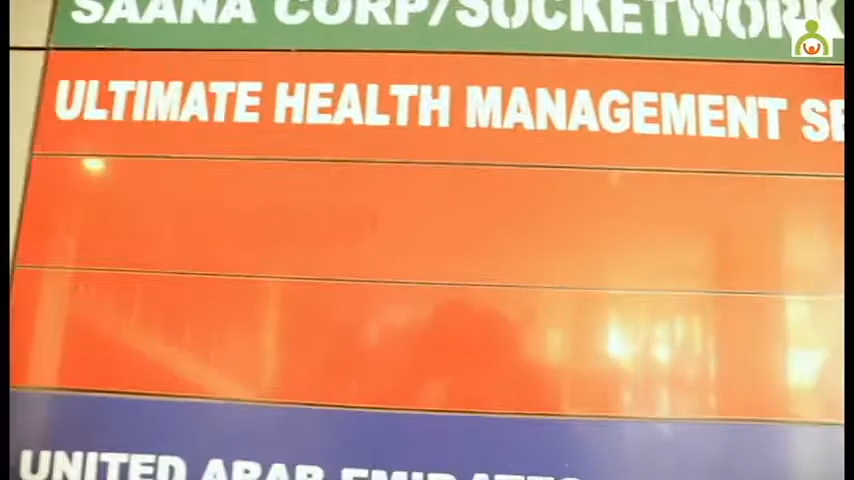 SAANA CORP/SOCKETWORK
ULTIMATE HEALTH MANAGEMENT SE
UNITED ARAB EMIRATES